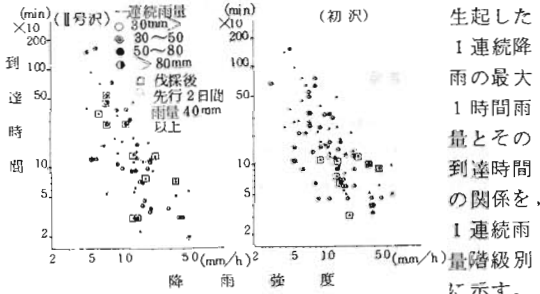 (min)
×10
(Ⅱ号沢)
一連続雨量
30mm>
30〜50
50〜80
>80mm
伐採後
先行2日間
雨量40mm
以上
200
100
50
10
5
2
到達時間
2 5 10 50 (mm/h)
(min)
×10
(初沢)
200
100
50
10
5
2
2 5 10 50 (mm/h)
降雨強度
生起した
1連続降
雨の最大
1時間雨
量とその
到達時間
の関係を,
1連続雨
量階級別
に示す。